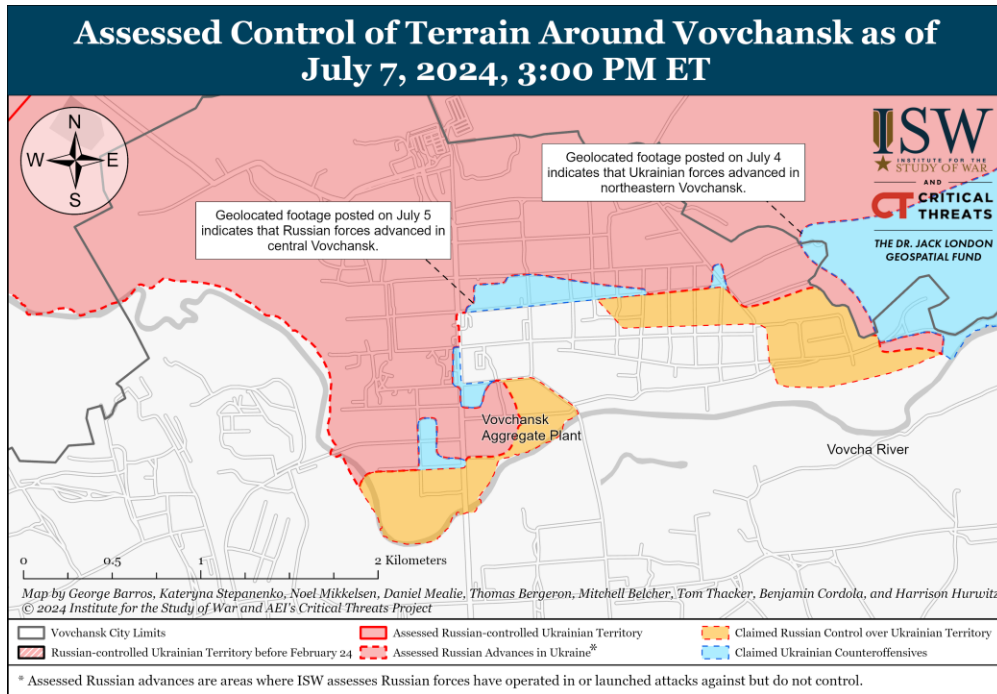 Assessed Control of Terrain Around Vovchansk as of
July 7, 2024, 3:00 PM ET
N
W E
S
ISW
INSTITUTE FOR THE
STUDY OF WAR
AND
CT CRITICAL
THREATS
THE DR. JACK LONDON
GEOSPATIAL FUND
Geolocated footage posted on July 4
indicates that Ukrainian forces advanced in
northeastern Vovchansk.
Geolocated footage posted on July 5
indicates that Russian forces advanced in
central Vovchansk.
Vovchansk
Aggregate Plant
Vovcha River
0 0.5 1 2 Kilometers
Map by George Barros, Kateryna Stepanenko, Noel Mikkelsen, Daniel Mealie, Thomas Bergeron, Mitchell Belcher, Tom Thacker, Benjamin Cordola, and Harrison Hurwitz
© 2024 Institute for the Study of War and AEI's Critical Threats Project
Vovchansk City Limits
Assessed Russian-controlled Ukrainian Territory
Claimed Russian Control over Ukrainian Territory
Russian-controlled Ukrainian Territory before February 24
Assessed Russian Advances in Ukraine*
Claimed Ukrainian Counteroffensives
* Assessed Russian advances are areas where ISW assesses Russian forces have operated in or launched attacks against but do not control.